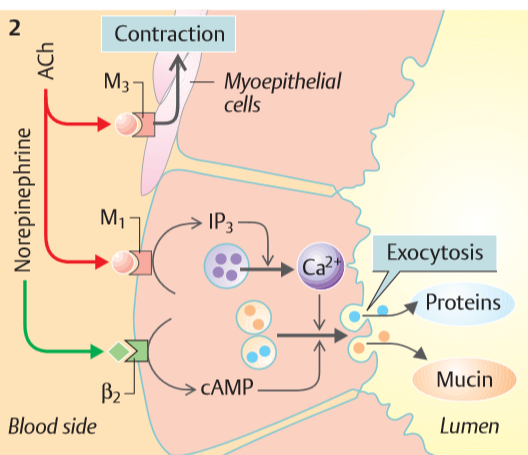 2
Contraction
ACh
M₃
Myoepithelial
cells
Norepinephrine
M₁
IP₃
Ca²⁺
Exocytosis
Proteins
β₂
cAMP
Mucin
Blood side
Lumen